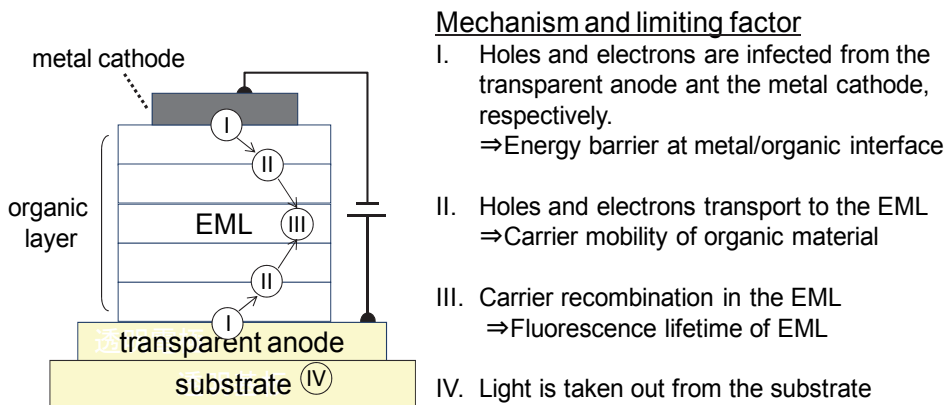 metal cathode
organic
layer
I
II
EML
III
II
I
transparent anode
substrate
IV
Mechanism and limiting factor
I. Holes and electrons are infected from the
transparent anode ant the metal cathode,
respectively.
⇒Energy barrier at metal/organic interface
II. Holes and electrons transport to the EML
⇒Carrier mobility of organic material
III. Carrier recombination in the EML
⇒Fluorescence lifetime of EML
IV. Light is taken out from the substrate